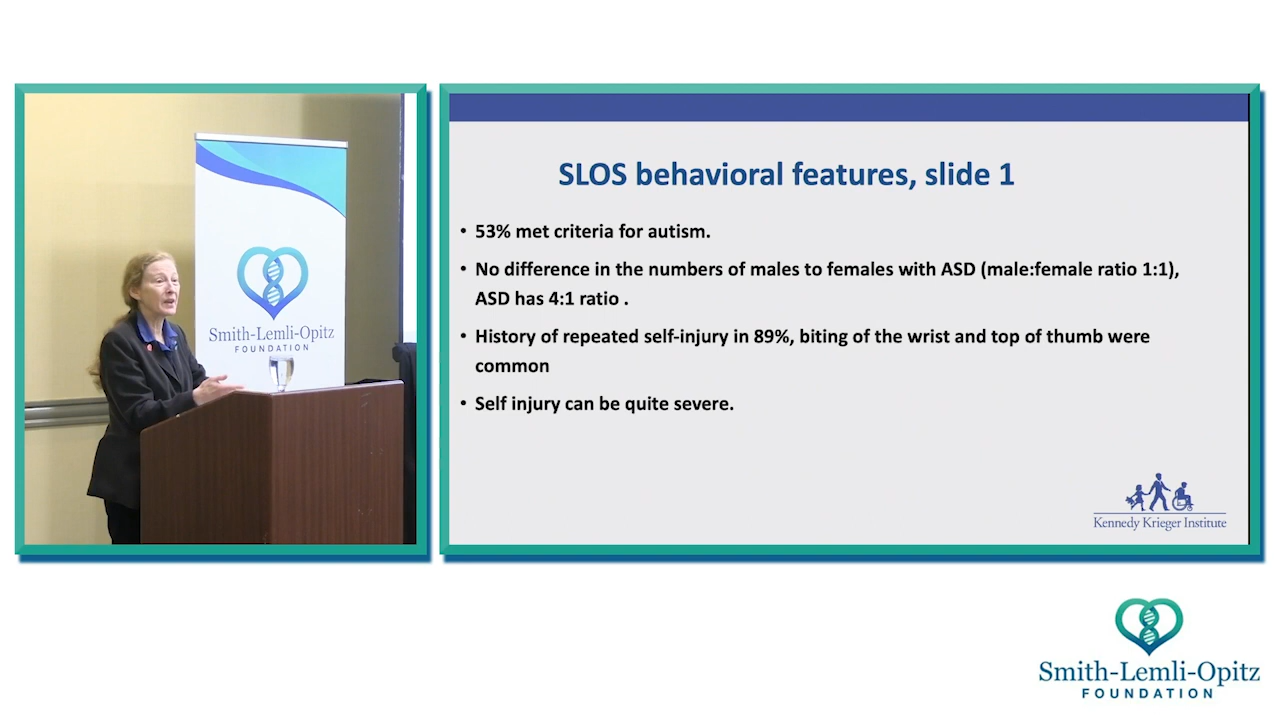 Smith-Lemli-Opitz
FOUNDATION
SLOS behavioral features, slide 1
• 53% met criteria for autism.
• No difference in the numbers of males to females with ASD (male:female ratio 1:1),
ASD has 4:1 ratio .
• History of repeated self-injury in 89%, biting of the wrist and top of thumb were
common
• Self injury can be quite severe.
Kennedy Krieger Institute
Smith-Lemli-Opitz
FOUNDATION